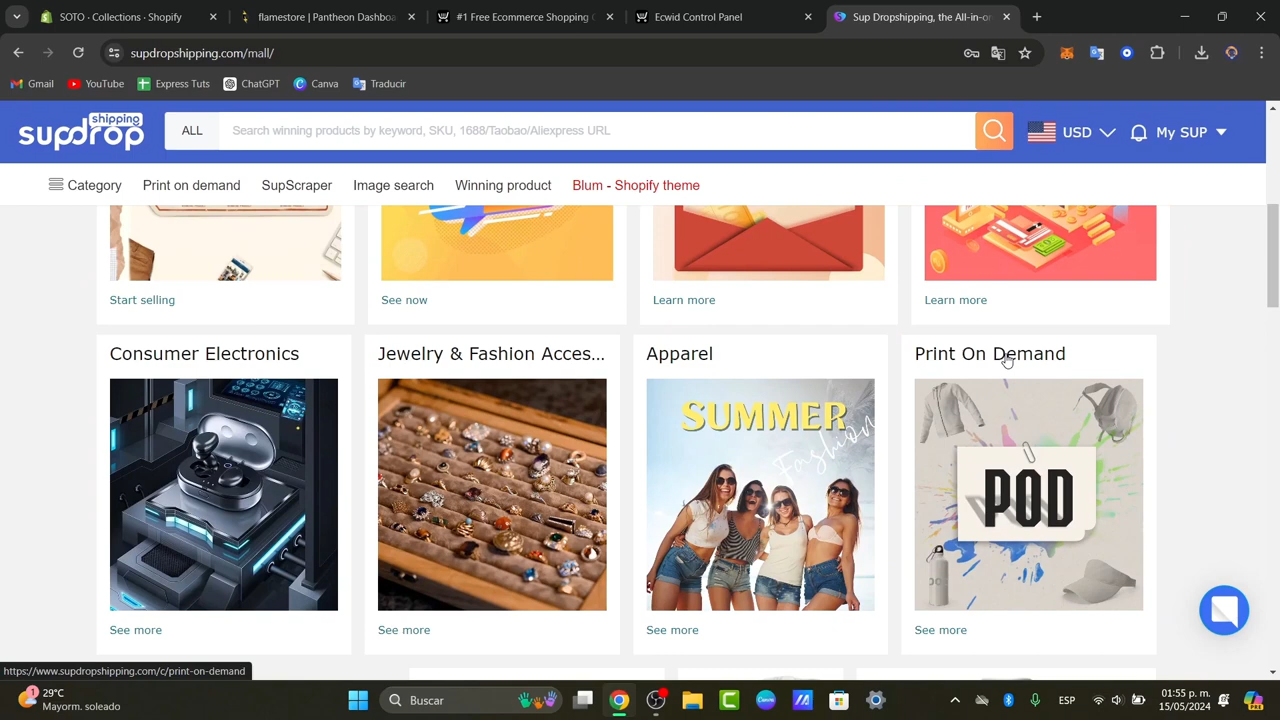 SOTO · Collections · Shopify
flamestore | Pantheon Dashboa
#1 Free Ecommerce Shopping C
Ecwid Control Panel
Sup Dropshipping, the All-in-o
supdropshipping.com/mall/
Gmail
YouTube
Express Tuts
ChatGPT
Canva
Traducir
supdrop shipping
ALL
Search winning products by keyword, SKU, 1688/Taobao/Aliexpress URL
USD
My SUP
Category
Print on demand
SupScraper
Image search
Winning product
Blum - Shopify theme
Start selling
See now
Learn more
Learn more
Consumer Electronics
Jewelry & Fashion Acces...
Apparel
Print On Demand
SUMMER
Fashion
POD
See more
See more
See more
See more
https://www.supdropshipping.com/c/print-on-demand
1
29°C
Mayorm. soleado
Buscar
ESP
01:55 p. m.
15/05/2024